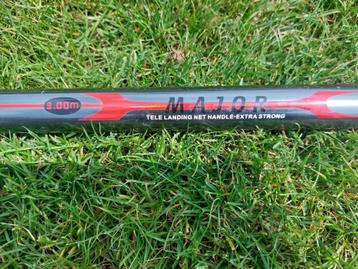 3.00m
MAJOR
TELE LANDING NET HANDLE-EXTRA STRONG